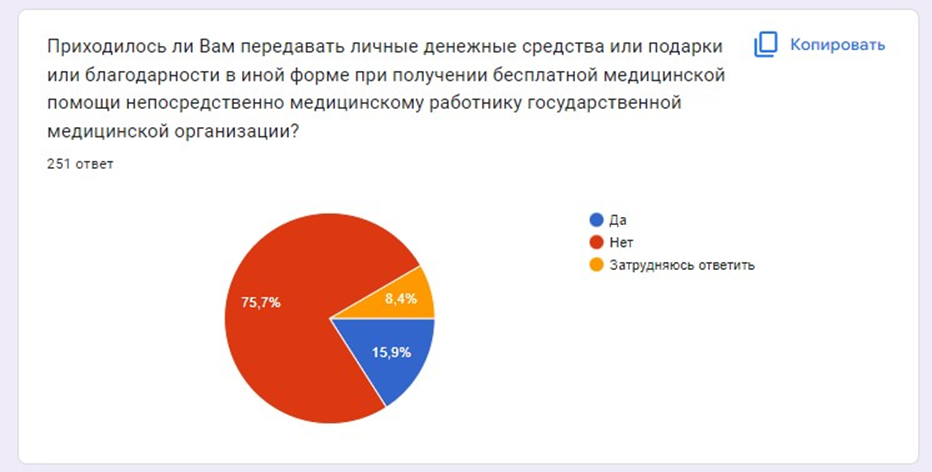 Приходилось ли Вам передавать личные денежные средства или подарки
или благодарности в иной форме при получении бесплатной медицинской
помощи непосредственно медицинскому работнику государственной
медицинской организации?
Копировать
251 ответ
Да
Нет
Затрудняюсь ответить
75,7%
8,4%
15,9%